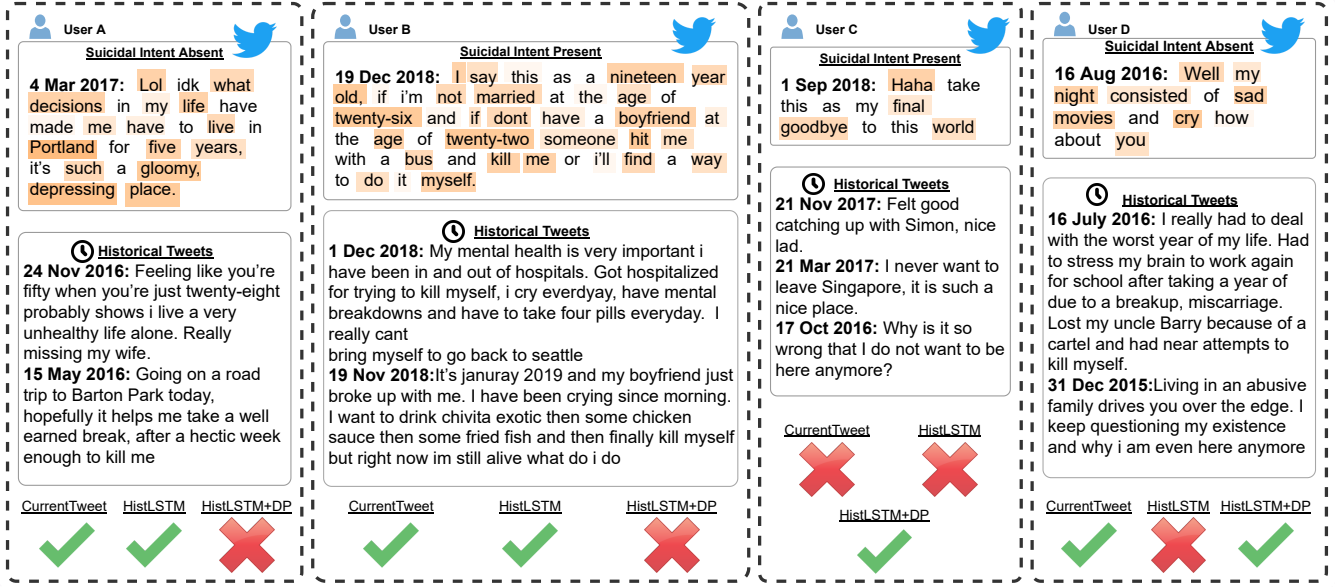 User A
Suicidal Intent Absent
4 Mar 2017: Lol idk what
decisions in my life have
made me have to live in
Portland for five years,
it's such a gloomy,
depressing place.
Historical Tweets
24 Nov 2016: Feeling like you're
fifty when you're just twenty-eight
probably shows i live a very
unhealthy life alone. Really
missing my wife.
15 May 2016: Going on a road
trip to Barton Park today,
hopefully it helps me take a well
earned break, after a hectic week
enough to kill me
CurrentTweet HistLSTM HistLSTM+DP
User B
Suicidal Intent Present
19 Dec 2018: I say this as a nineteen year
old, if i'm not married at the age of
twenty-six and if dont have a boyfriend at
the age of twenty-two someone hit me
with a bus and kill me or i'll find a way
to do it myself.
Historical Tweets
1 Dec 2018: My mental health is very important i
have been in and out of hospitals. Got hospitalized
for trying to kill myself, i cry everdyay, have mental
breakdowns and have to take four pills everyday. I
really cant
bring myself to go back to seattle
19 Nov 2018:It's januray 2019 and my boyfriend just
broke up with me. I have been crying since morning.
I want to drink chivita exotic then some chicken
sauce then some fried fish and then finally kill myself
but right now im still alive what do i do
CurrentTweet HistLSTM HistLSTM+DP
User C
Suicidal Intent Present
1 Sep 2018: Haha take
this as my final
goodbye to this world
Historical Tweets
21 Nov 2017: Felt good
catching up with Simon, nice
lad.
21 Mar 2017: I never want to
leave Singapore, it is such a
nice place.
17 Oct 2016: Why is it so
wrong that I do not want to be
here anymore?
CurrentTweet HistLSTM
HistLSTM+DP
User D
Suicidal Intent Absent
16 Aug 2016: Well my
night consisted of sad
movies and cry how
about you
Historical Tweets
16 July 2016: I really had to deal
with the worst year of my life. Had
to stress my brain to work again
for school after taking a year of
due to a breakup, miscarriage.
Lost my uncle Barry because of a
cartel and had near attempts to
kill myself.
31 Dec 2015:Living in an abusive
family drives you over the edge. I
keep questioning my existence
and why i am even here anymore
CurrentTweet HistLSTM HistLSTM+DP